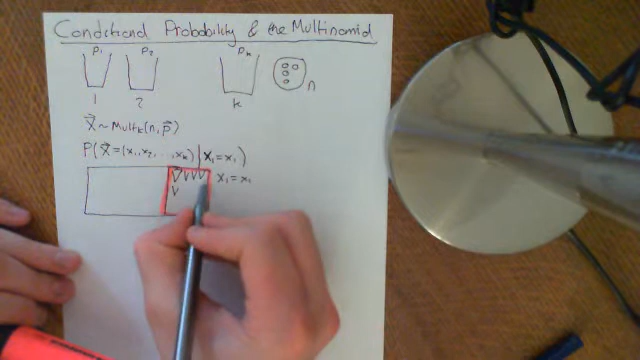 Conditional Probability & the Multinomial
p₁ p₂ pₖ
1 2 k n
X⃗ ~ Multₖ(n, p⃗)
P(X⃗ = (x₁, x₂, ..., xₖ) | X₁ = x₁)
X₁ = x₁